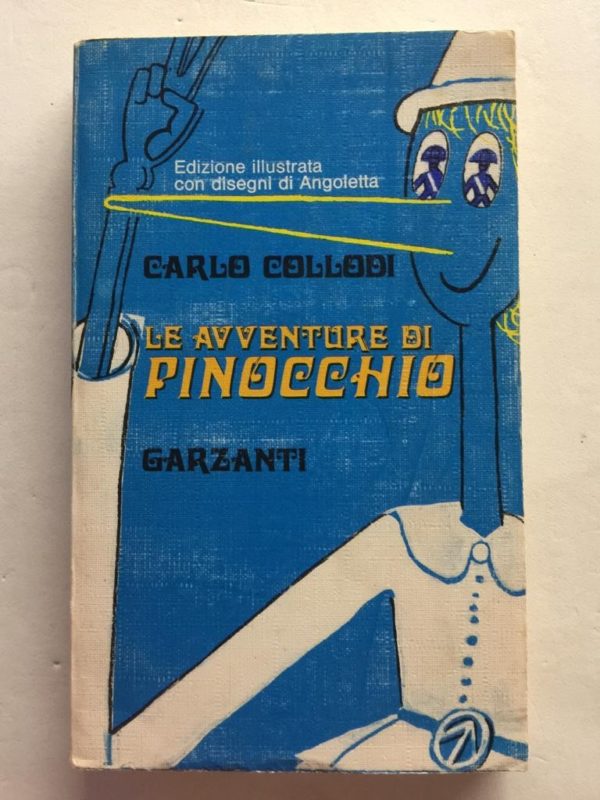 Edizione illustrata
con disegni di Angoletta
CARLO COLLODI
LE AVVENTURE DI
PINOCCHIO
GARZANTI